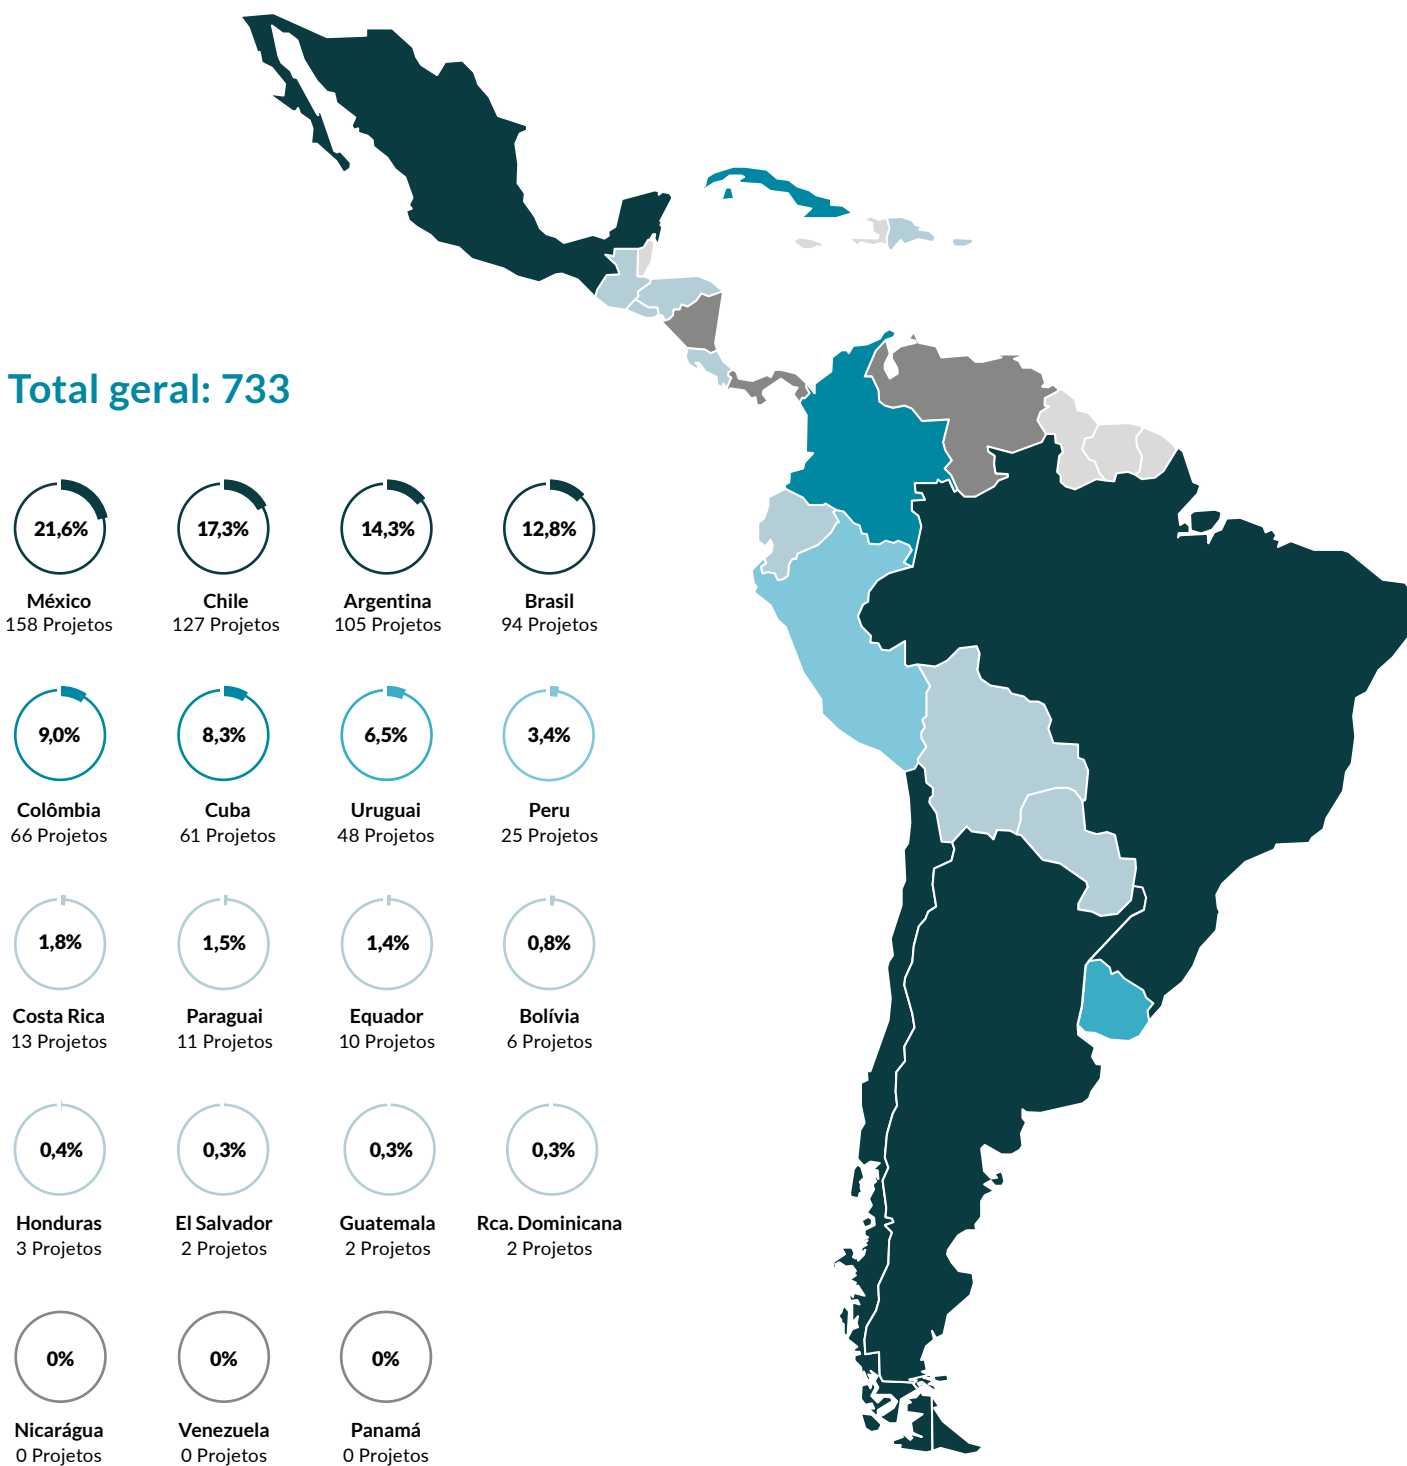 Total geral: 733
21,6%
17,3%
14,3%
12,8%
México
Chile
Argentina
Brasil
158 Projetos
127 Projetos
105 Projetos
94 Projetos
9,0%
8,3%
6,5%
3,4%
Colômbia
Cuba
Uruguai
Peru
66 Projetos
61 Projetos
48 Projetos
25 Projetos
1,8%
1,5%
1,4%
0,8%
Costa Rica
Paraguai
Equador
Bolívia
13 Projetos
11 Projetos
10 Projetos
6 Projetos
0,4%
0,3%
0,3%
0,3%
Honduras
El Salvador
Guatemala
Rca. Dominicana
3 Projetos
2 Projetos
2 Projetos
2 Projetos
0%
0%
0%
Nicarágua
Venezuela
Panamá
0 Projetos
0 Projetos
0 Projetos